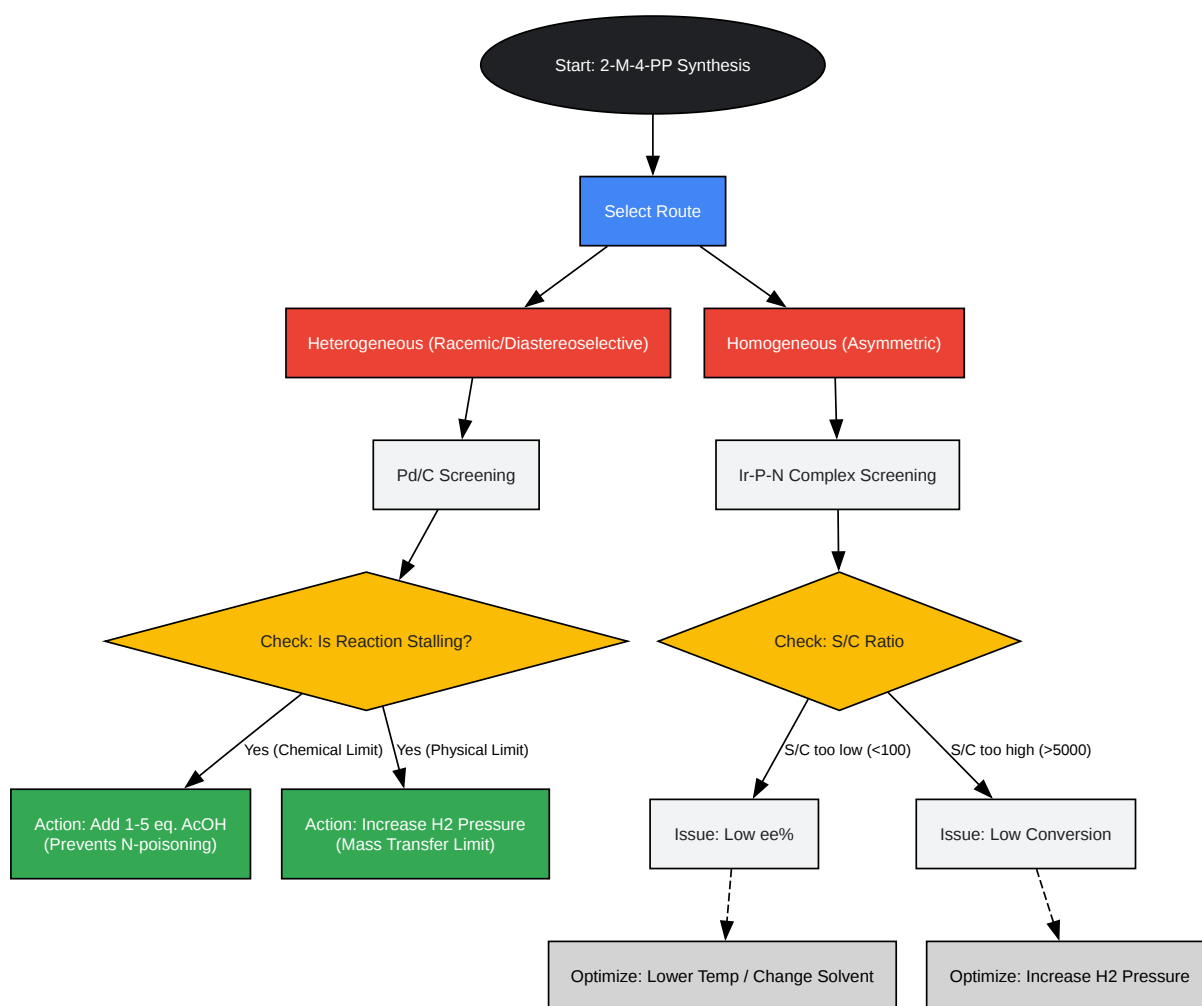 Start: 2-M-4-PP Synthesis
Select Route
Heterogeneous (Racemic/Diastereoselective)
Homogeneous (Asymmetric)
Pd/C Screening
Ir-P-N Complex Screening
Check: Is Reaction Stalling?
Check: S/C Ratio
Yes (Chemical Limit)
Yes (Physical Limit)
S/C too low (<100)
S/C too high (>5000)
Action: Add 1-5 eq. AcOH
(Prevents N-poisoning)
Action: Increase H2 Pressure
(Mass Transfer Limit)
Issue: Low ee%
Issue: Low Conversion
Optimize: Lower Temp / Change Solvent
Optimize: Increase H2 Pressure